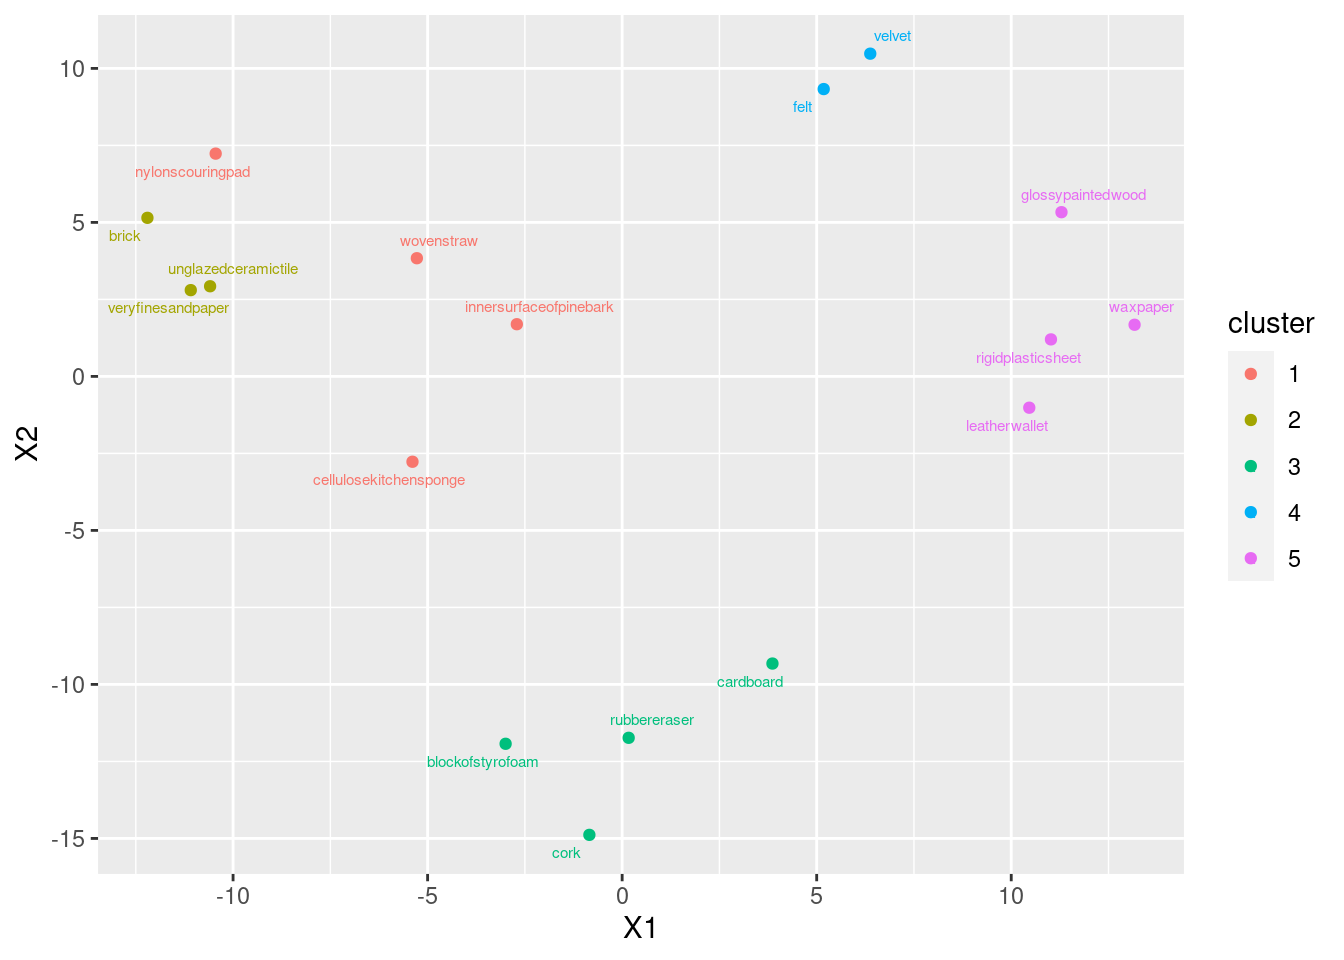 velvet
felt
nylonscouringpad
glossypaintedwood
brick
wovenstraw
unglazedceramictile
veryfinesandpaper
innersurfaceofpinebark
waxpaper
rigidplasticsheet
leatherwallet
cellulosekitchensponge
cardboard
rubbereraser
blockofstyrofoam
cork
10
5
0
-5
-10
-15
X2
-10
-5
0
5
10
X1
cluster
1
2
3
4
5